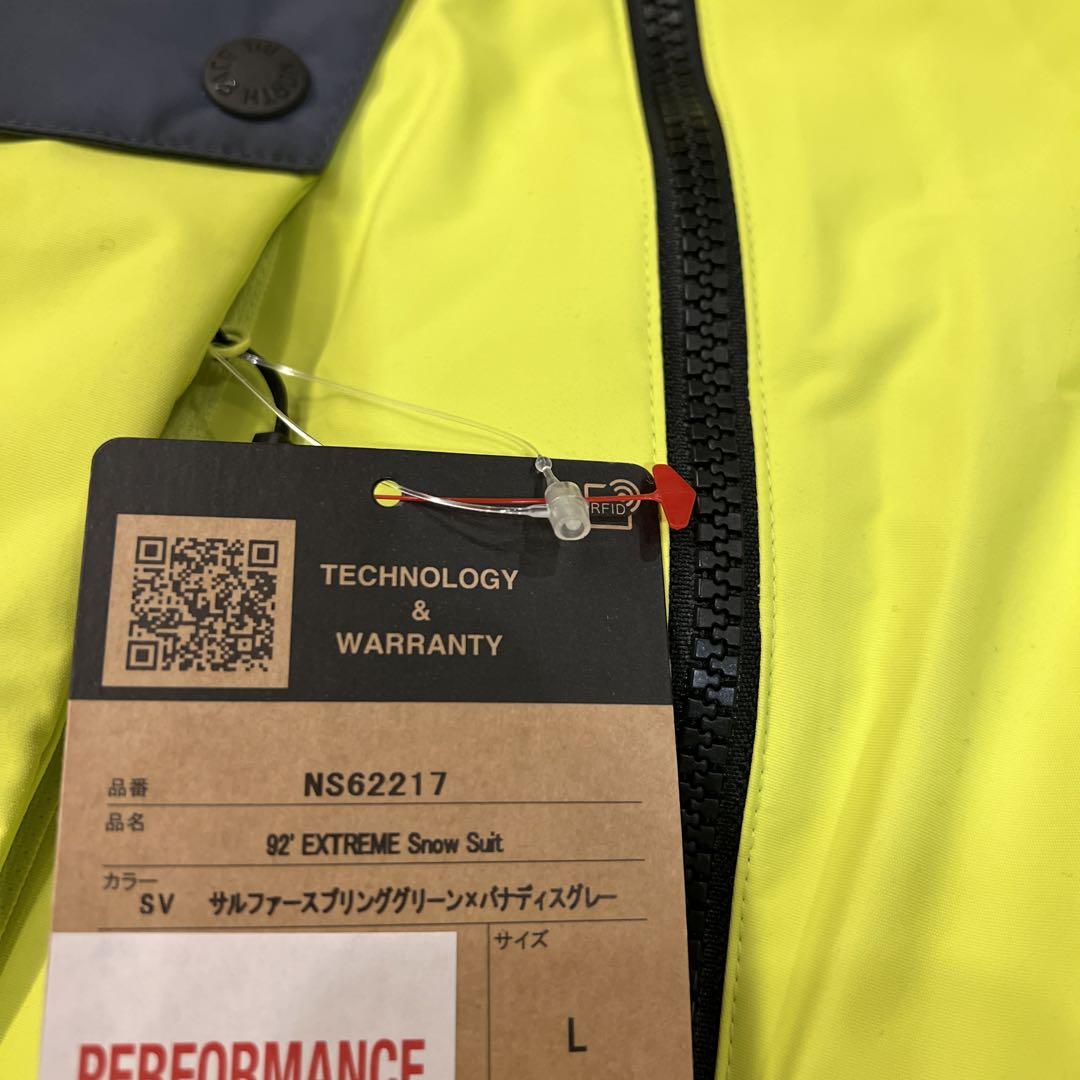 NORTH FACE
RFID
TECHNOLOGY
&
WARRANTY
品番 NS62217
品名
92' EXTREME Snow Suit
カラー
SV サルファースプリンググリーン×バナディスグレー
サイズ
L
PERFORMANCE